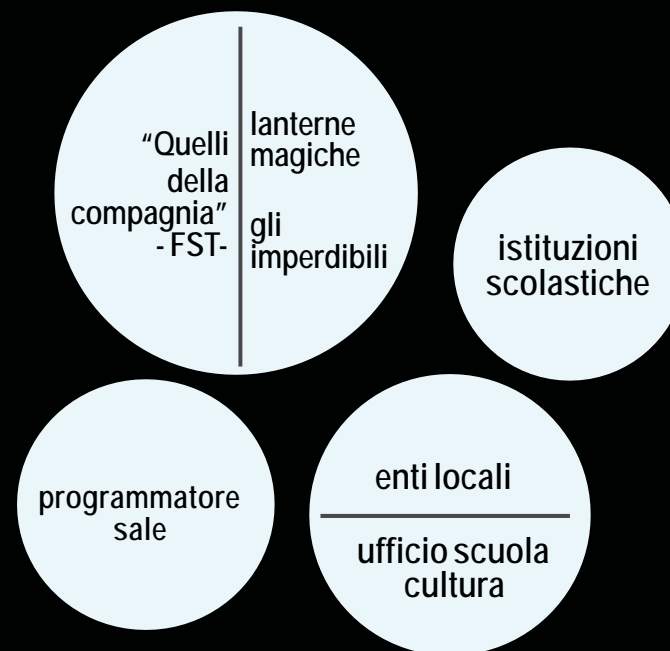 “Quelli
della
compagnia”
- FST-
lanterne
magiche
gli
imperdibili
istituzioni
scolastiche
programmatore
sale
enti locali
ufficio scuola
cultura